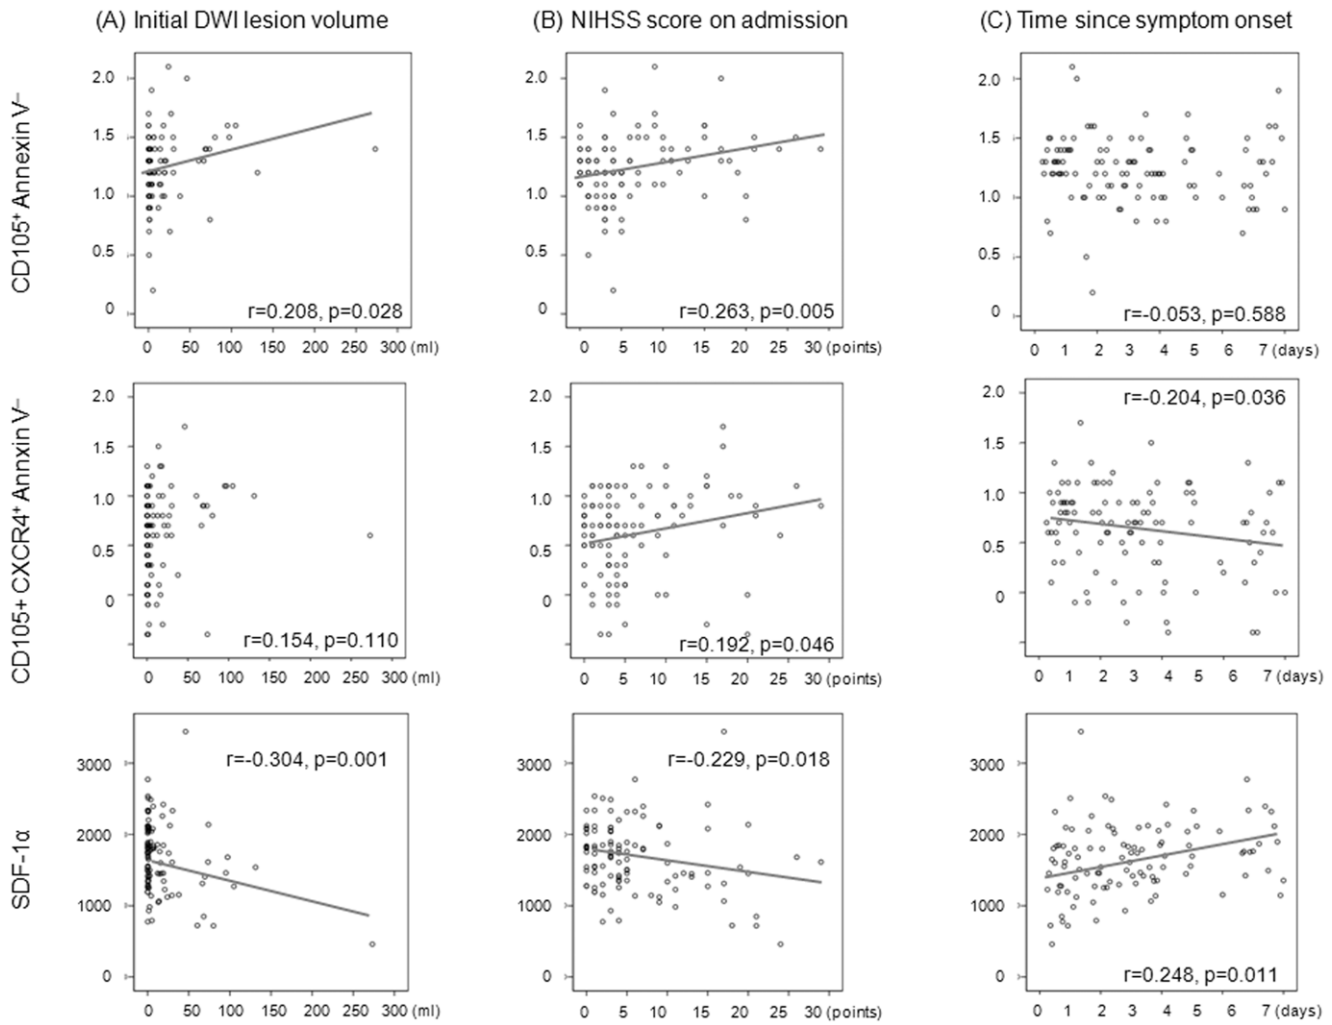 (A) Initial DWI lesion volume
(B) NIHSS score on admission
(C) Time since symptom onset
CD105⁺ Annexin V⁻
2.0
1.5
1.0
0.5
0
r=0.208, p=0.028
0 50 100 150 200 250 300 (ml)
2.0
1.5
1.0
0.5
0
r=0.263, p=0.005
0 5 10 15 20 25 30 (points)
2.0
1.5
1.0
0.5
0
r=-0.053, p=0.588
0 1 2 3 4 5 6 7 (days)
CD105+ CXCR4⁺ Annxin V⁻
2.0
1.5
1.0
0.5
0
r=0.154, p=0.110
0 50 100 150 200 250 300 (ml)
2.0
1.5
1.0
0.5
0
r=0.192, p=0.046
0 5 10 15 20 25 30 (points)
r=-0.204, p=0.036
2.0
1.5
1.0
0.5
0
0 1 2 3 4 5 6 7 (days)
SDF-1α
r=-0.304, p=0.001
3000
2000
1000
0
0 50 100 150 200 250 300 (ml)
r=-0.229, p=0.018
3000
2000
1000
0
0 5 10 15 20 25 30 (points)
3000
2000
1000
0
r=0.248, p=0.011
0 1 2 3 4 5 6 7 (days)